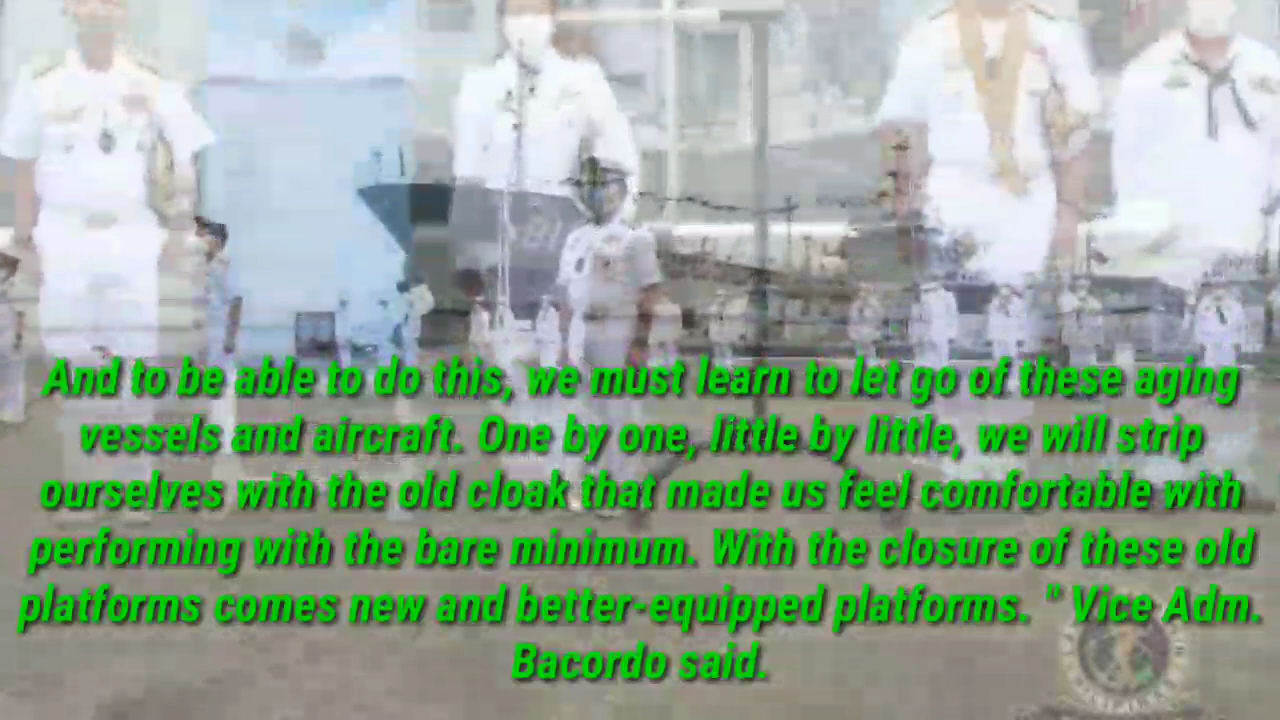 81
And to be able to do this, we must learn to let go of these aging
vessels and aircraft. One by one, little by little, we will strip
ourselves with the old cloak that made us feel comfortable with
performing with the bare minimum. With the closure of these old
platforms comes new and better-equipped platforms. " Vice Adm.
Bacordo said.